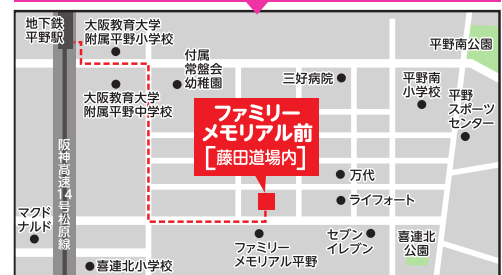 地下鉄
平野駅
大阪教育大学
附属平野小学校
付属
常盤会
幼稚園
大阪教育大学
附属平野中学校
三好病院
平野南公園
平野南
小学校
平野
スポーツ
センター
ファミリー
メモリアル前
[藤田道場内]
阪神高速14号松原線
万代
ライフォート
マクド
ナルド
ファミリー
メモリアル平野
セブン
イレブン
喜連北
公園
喜連北小学校